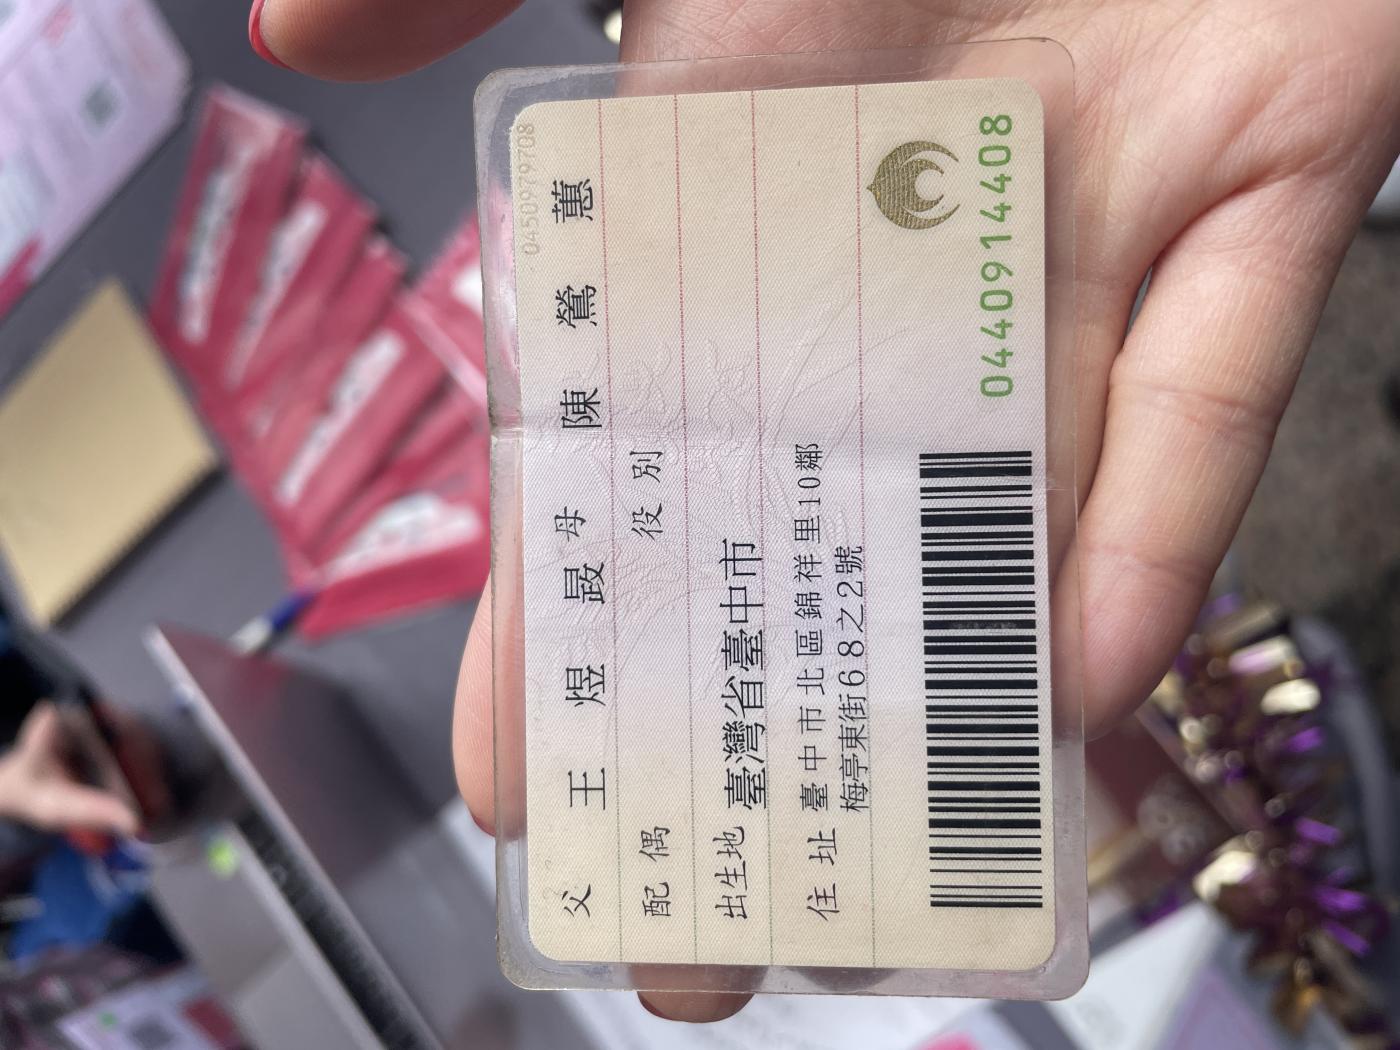 0450979708
父 王煜晸 母 陳鶯蕙
配偶 役別
出生地 臺灣省臺中市
住址 臺中市北區錦祥里10鄰
梅亭東街68之2號
0440914408